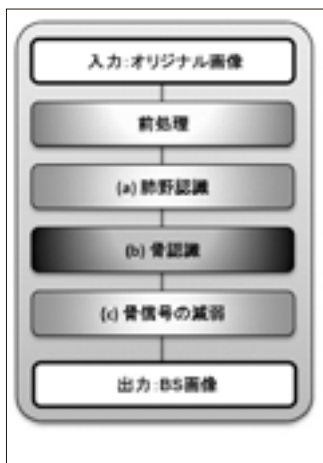 入力:オリジナル画像
前処理
(a) 肺野認識
(b) 骨認識
(c) 骨信号の減弱
出力:BS画像